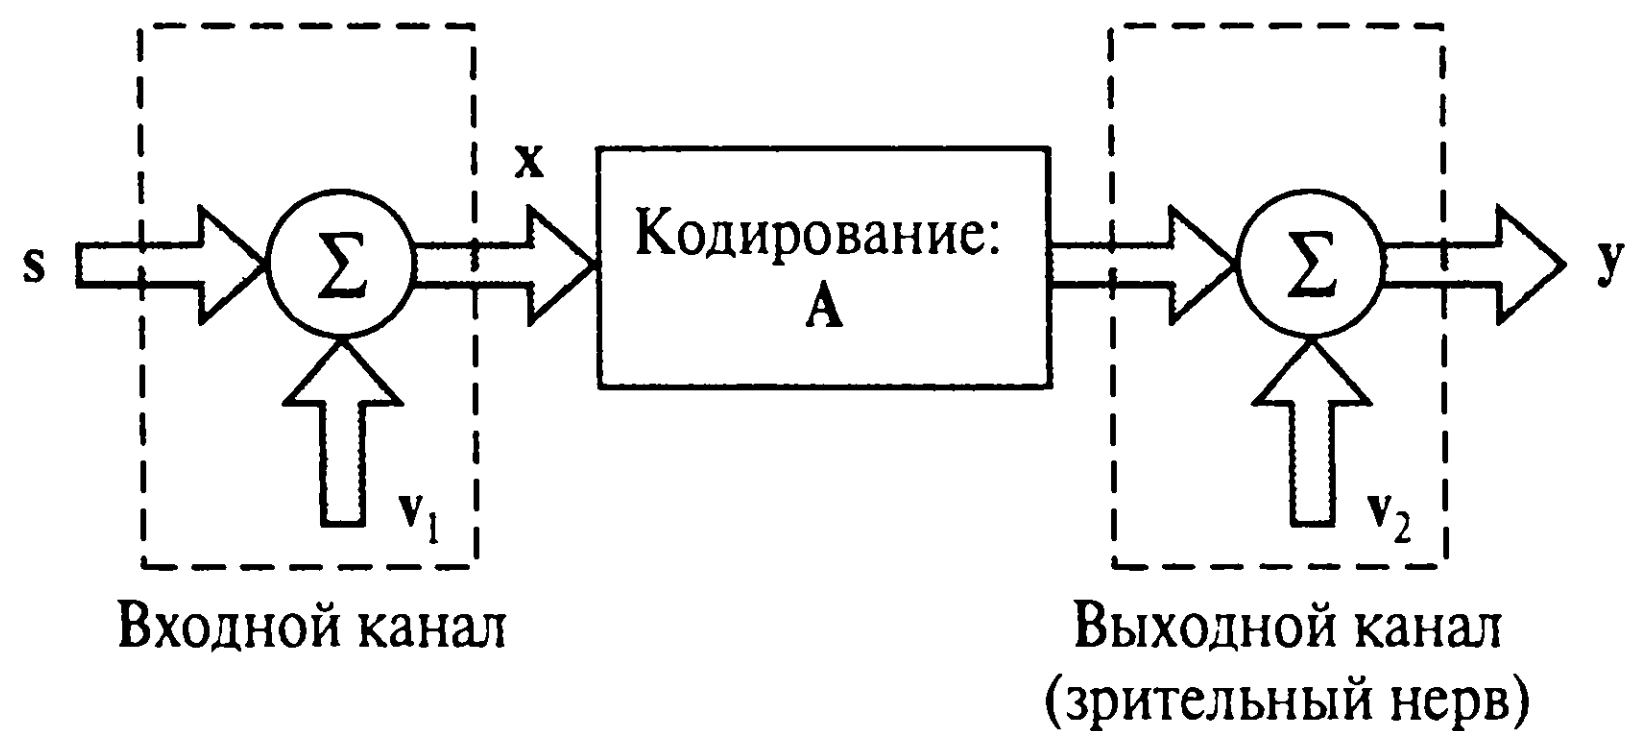 x
Кодирование:
A
s
Σ
Σ
y
v₁
v₂
Входной канал
Выходной канал
(зрительный нерв)